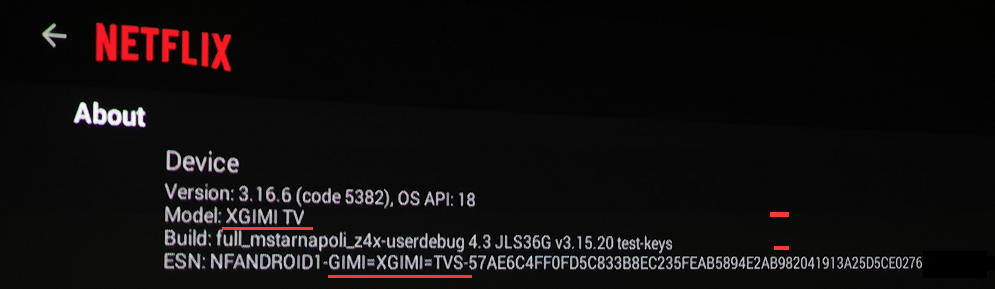 NETFLIX
About
Device
Version: 3.16.6 (code 5382), OS API: 18
Model: XGIMI TV
Build: full_mstarnapoli_z4x-userdebug 4.3 JLS36G v3.15.20 test-keys
ESN: NFANDROID1-GIMI=XGIMI=TVS-57AE6C4FF0FD5C833B8EC235FEAB5894E2AB982041913A25D5CE0276